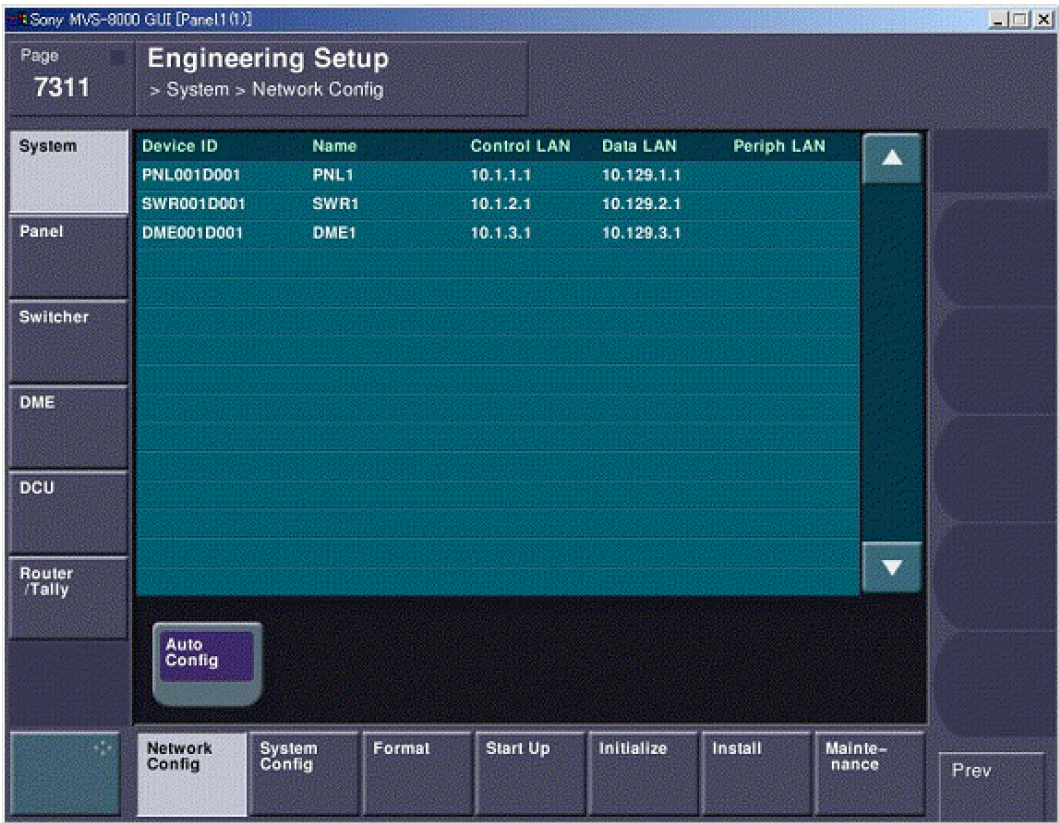 Sony MVS-8000 GUI [Panel1(1)]
Page
7311
Engineering Setup
> System > Network Config
System
Panel
Switcher
DME
DCU
Router
/Tally
Device ID Name Control LAN Data LAN Periph LAN
PNL001D001 PNL1 10.1.1.1 10.129.1.1
SWR001D001 SWR1 10.1.2.1 10.129.2.1
DME001D001 DME1 10.1.3.1 10.129.3.1
Auto
Config
Network
Config
System
Config
Format
Start Up
Initialize
Install
Mainte-
nance
Prev